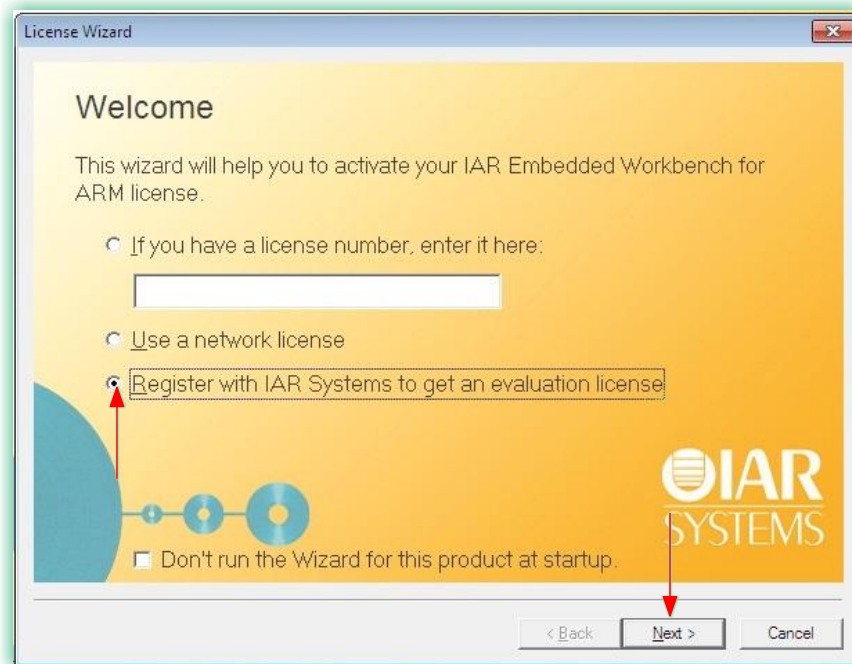 License Wizard
Welcome
This wizard will help you to activate your IAR Embedded Workbench for
ARM license.
If you have a license number, enter it here:
Use a network license
Register with IAR Systems to get an evaluation license
IAR
SYSTEMS
Don't run the Wizard for this product at startup.
< Back Next > Cancel